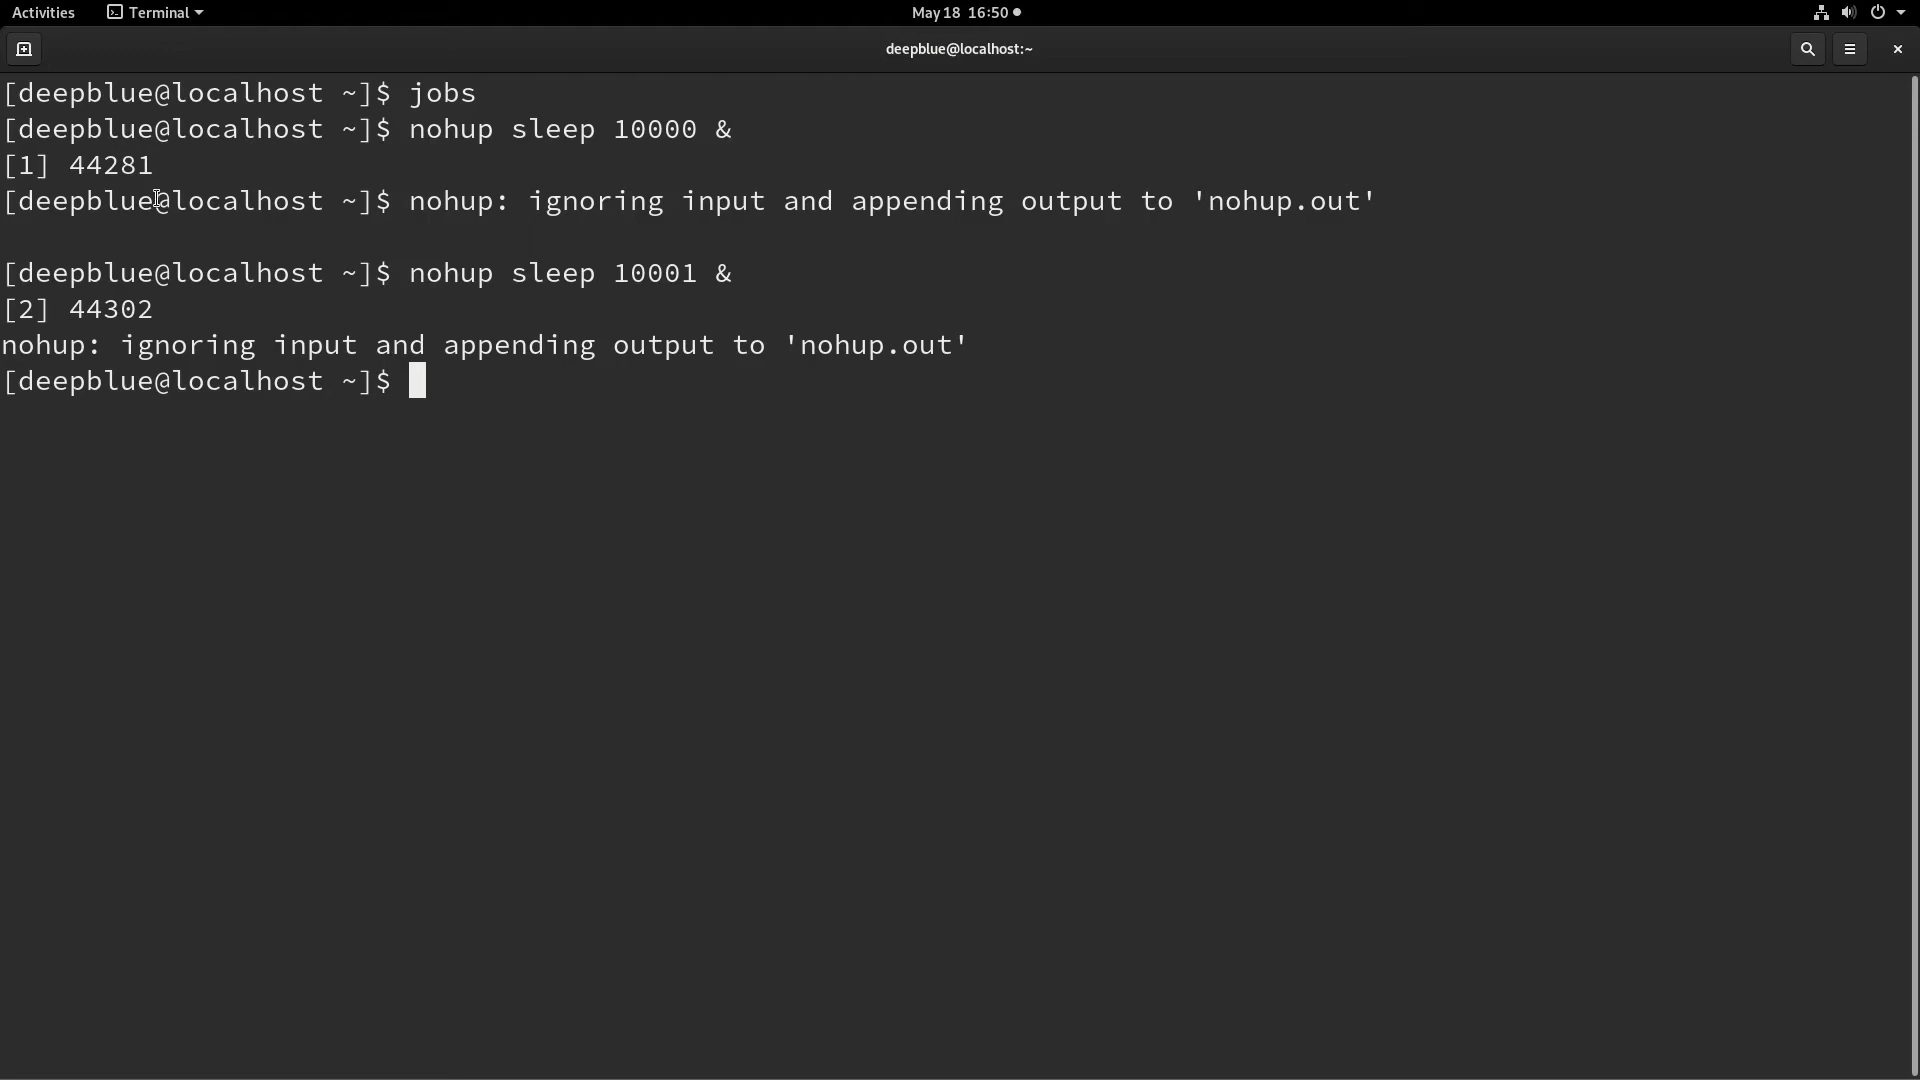 Activities Terminal May 18 16:50
deepblue@localhost:~
[deepblue@localhost ~]$ jobs
[deepblue@localhost ~]$ nohup sleep 10000 &
[1] 44281
[deepblue@localhost ~]$ nohup: ignoring input and appending output to 'nohup.out'
[deepblue@localhost ~]$ nohup sleep 10001 &
[2] 44302
nohup: ignoring input and appending output to 'nohup.out'
[deepblue@localhost ~]$